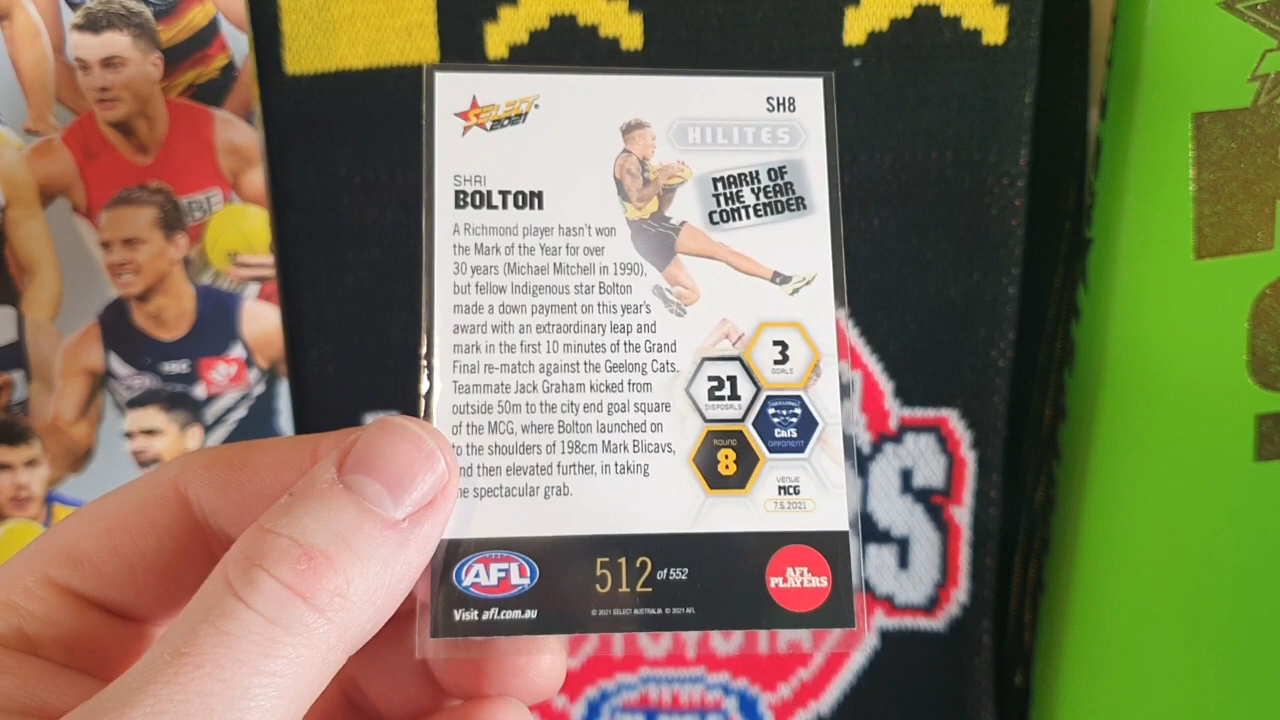 SELECT
2021
SH8
HILITES
MARK OF
THE YEAR
CONTENDER
SHAI
BOLTON
A Richmond player hasn't won
the Mark of the Year for over
30 years (Michael Mitchell in 1990),
but fellow Indigenous star Bolton
made a down payment on this year's
award with an extraordinary leap and
mark in the first 10 minutes of the Grand
Final re-match against the Geelong Cats.
Teammate Jack Graham kicked from
outside 50m to the city end goal square
of the MCG, where Bolton launched on
to the shoulders of 198cm Mark Blicavs,
nd then elevated further, in taking
he spectacular grab.
3
GOALS
21
DISPOSALS
CATS
OPPONENT
ROUND
8
VENUE
MCG
7.5.2021
AFL
Visit afl.com.au
512 of 552
© 2021 SELECT AUSTRALIA © 2021 AFL
AFL
PLAYERS
S
TOYOTA